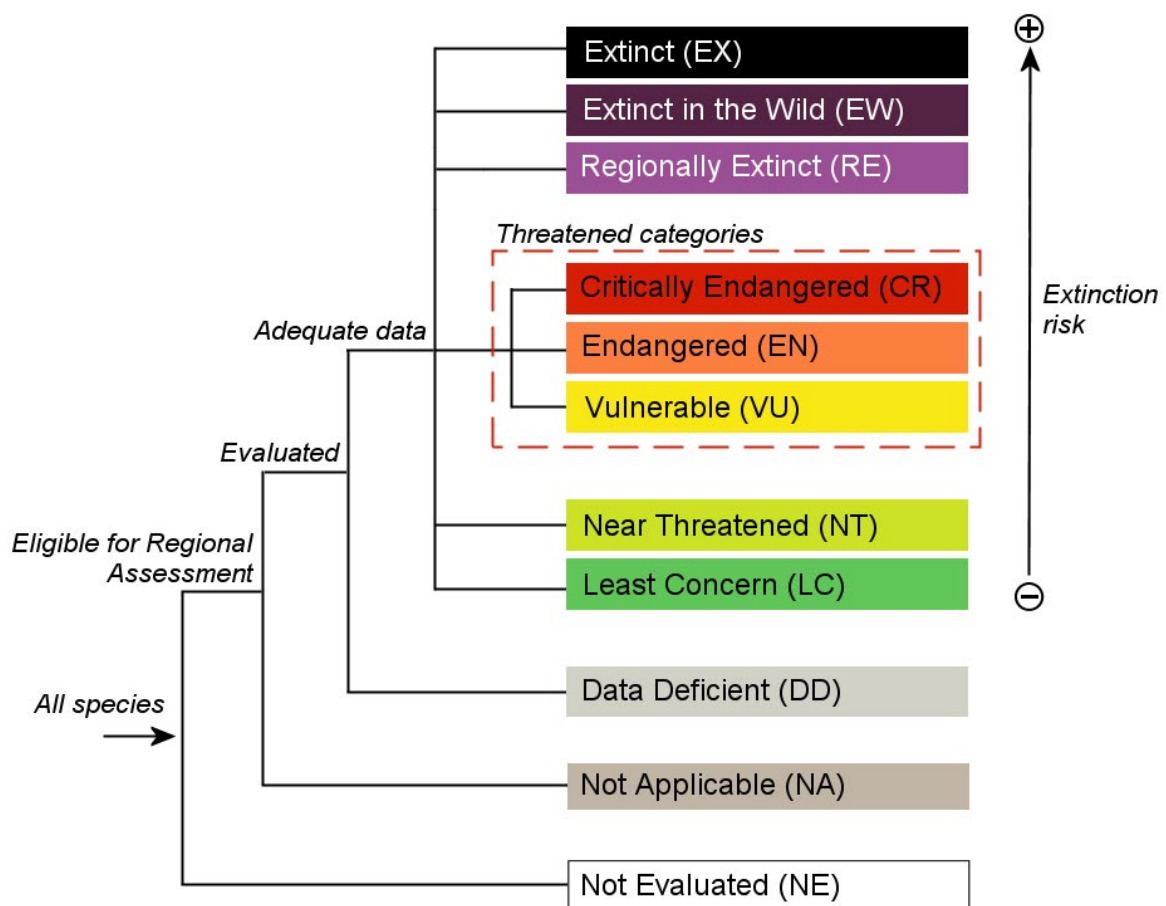 Extinct (EX)
Extinct in the Wild (EW)
Regionally Extinct (RE)
Threatened categories
Critically Endangered (CR)
Endangered (EN)
Vulnerable (VU)
Extinction
risk
Adequate data
Evaluated
Near Threatened (NT)
Eligible for Regional
Assessment
Least Concern (LC)
Data Deficient (DD)
All species
Not Applicable (NA)
Not Evaluated (NE)